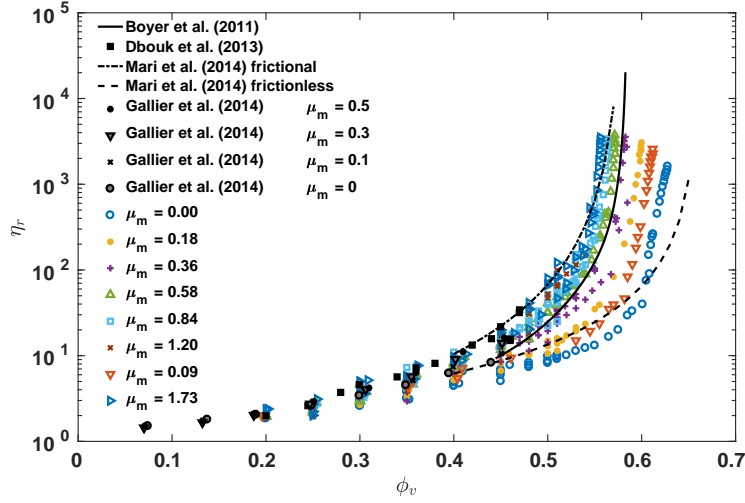 10^5
10^4
10^3
10^2
10^1
10^0
η_r
Boyer et al. (2011)
Dbouk et al. (2013)
Mari et al. (2014) frictional
Mari et al. (2014) frictionless
Gallier et al. (2014) μ_m = 0.5
Gallier et al. (2014) μ_m = 0.3
Gallier et al. (2014) μ_m = 0.1
Gallier et al. (2014) μ_m = 0
μ_m = 0.00
μ_m = 0.18
μ_m = 0.36
μ_m = 0.58
μ_m = 0.84
μ_m = 1.20
μ_m = 0.09
μ_m = 1.73
0 0.1 0.2 0.3 0.4 0.5 0.6 0.7
ϕ_v